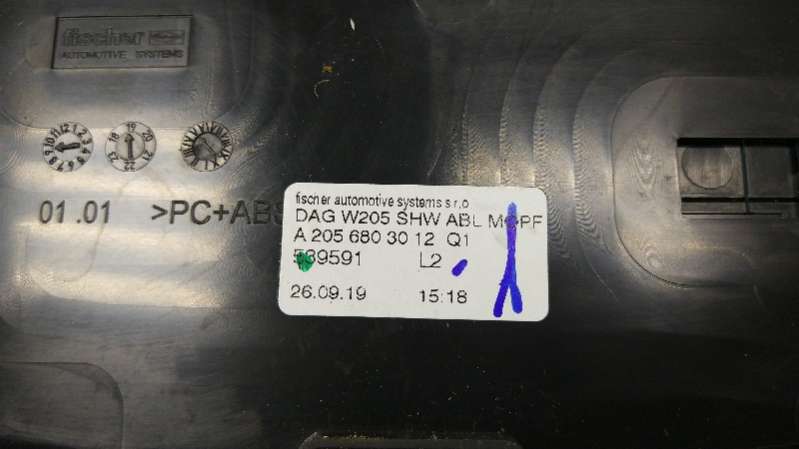 fischer
AUTOMOTIVE SYSTEMS
01.01 >PC+ABS
fischer automotive systems s.r.o
DAG W205 SHW ABL MOPF
A 205 680 30 12 Q1
539591 L2
26.09.19 15:18